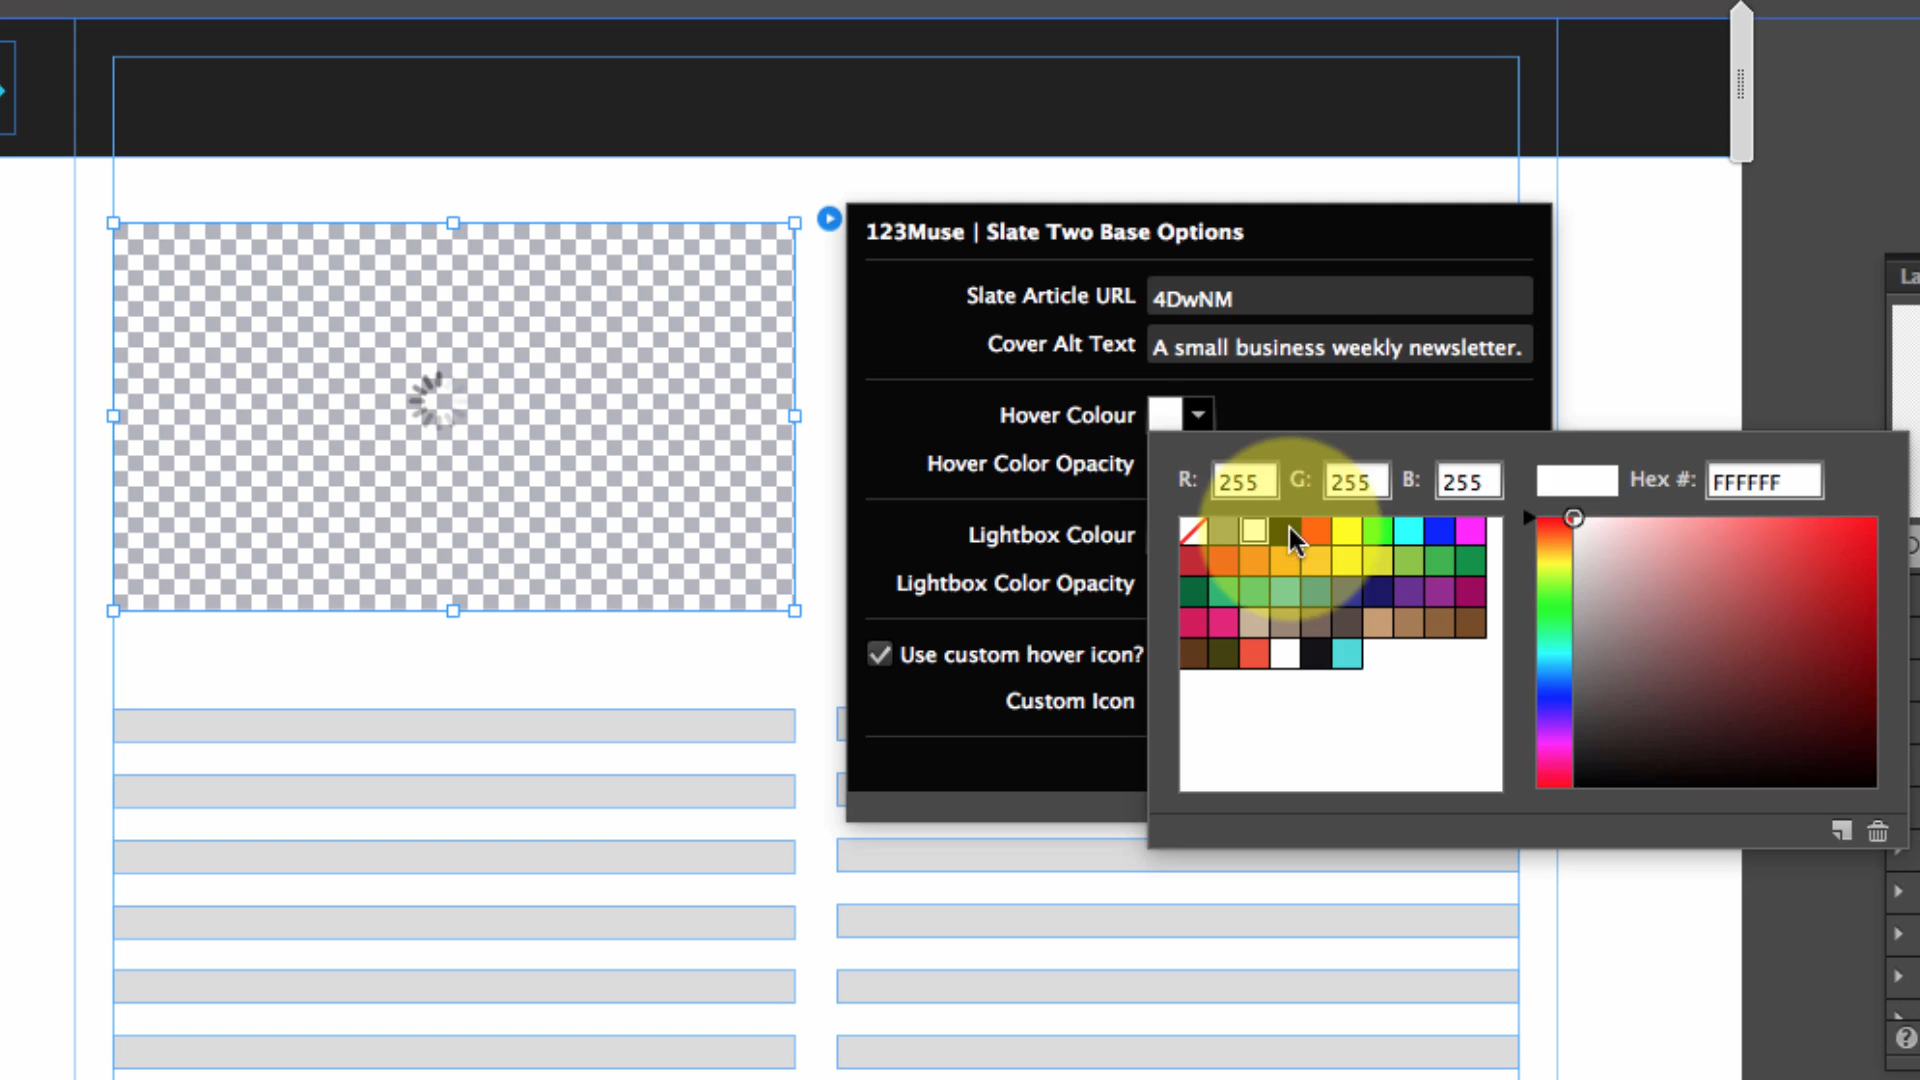 123Muse | Slate Two Base Options
Slate Article URL 4DwNM
Cover Alt Text A small business weekly newsletter.
Hover Colour
Hover Color Opacity
R: 255 G: 255 B: 255 Hex #: FFFFFF
Lightbox Colour
Lightbox Color Opacity
Use custom hover icon?
Custom Icon
La
?